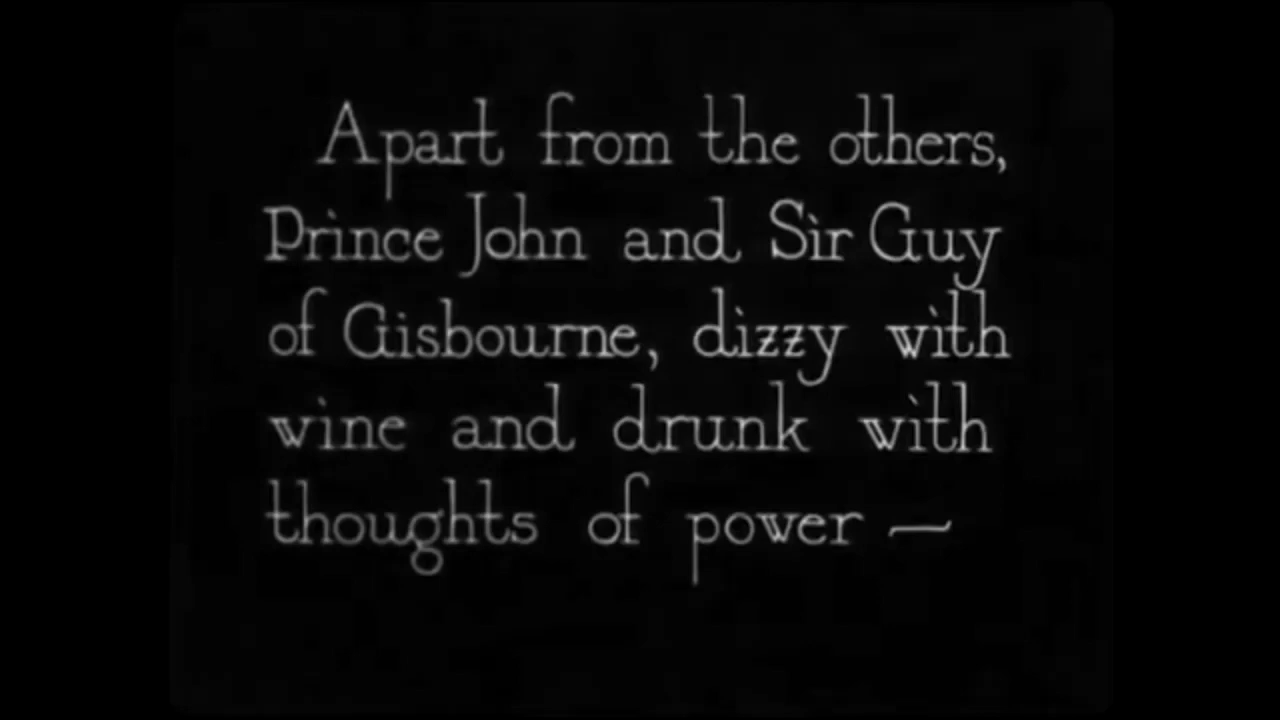 Apart from the others,
Prince John and Sir Guy
of Gisbourne, dizzy with
wine and drunk with
thoughts of power —